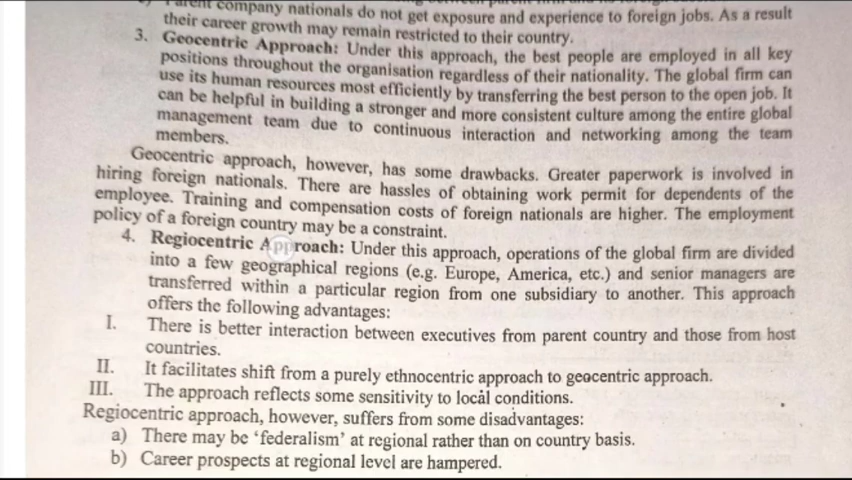 Parent company nationals do not get exposure and experience to foreign jobs. As a result
their career growth may remain restricted to their country.
3. Geocentric Approach: Under this approach, the best people are employed in all key
positions throughout the organisation regardless of their nationality. The global firm can
use its human resources most efficiently by transferring the best person to the open job. It
can be helpful in building a stronger and more consistent culture among the entire global
management team due to continuous interaction and networking among the team
members.
Geocentric approach, however, has some drawbacks. Greater paperwork is involved in
hiring foreign nationals. There are hassles of obtaining work permit for dependents of the
employee. Training and compensation costs of foreign nationals are higher. The employment
policy of a foreign country may be a constraint.
4. Regiocentric Approach: Under this approach, operations of the global firm are divided
into a few geographical regions (e.g. Europe, America, etc.) and senior managers are
transferred within a particular region from one subsidiary to another. This approach
offers the following advantages:
I. There is better interaction between executives from parent country and those from host
countries.
II. It facilitates shift from a purely ethnocentric approach to geocentric approach.
III. The approach reflects some sensitivity to local conditions.
Regiocentric approach, however, suffers from some disadvantages:
a) There may be 'federalism' at regional rather than on country basis.
b) Career prospects at regional level are hampered.